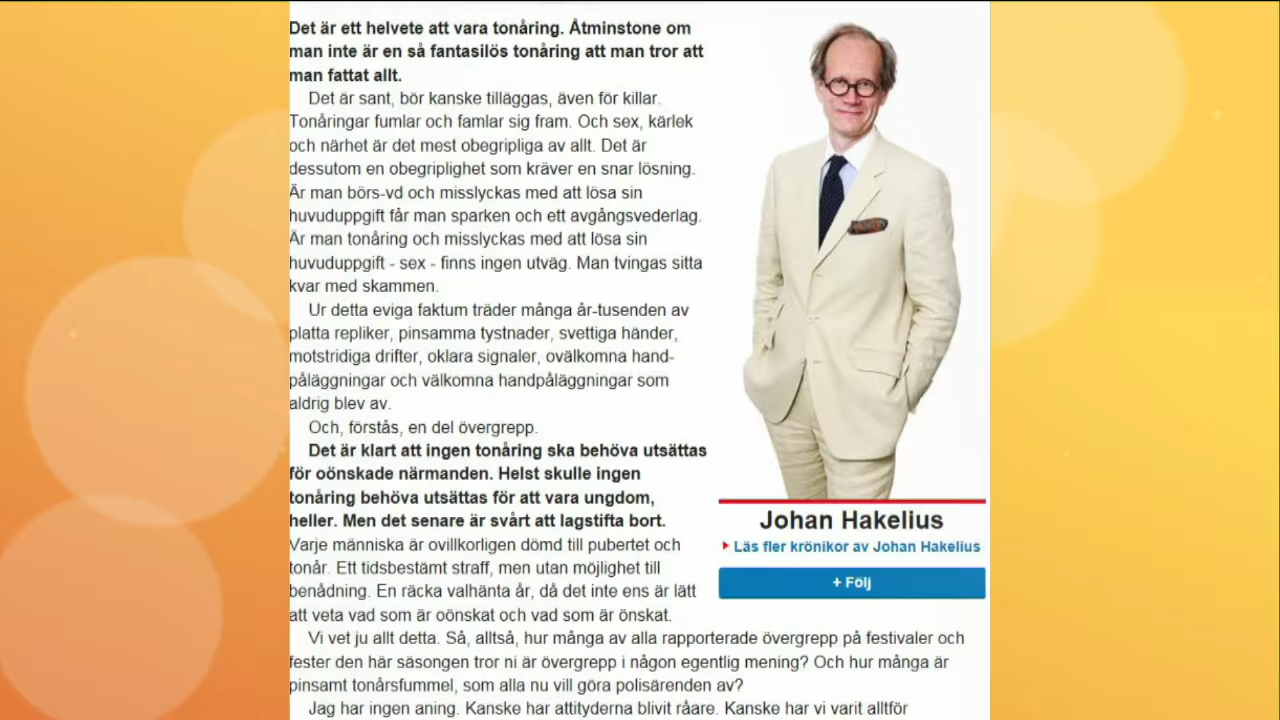 Det är ett helvete att vara tonåring. Åtminstone om
man inte är en så fantasilös tonåring att man tror att
man fattat allt.
Det är sant, bör kanske tilläggas, även för killar.
Tonåringar fumlar och famlar sig fram. Och sex, kärlek
och närhet är det mest obegripliga av allt. Det är
dessutom en obegriplighet som kräver en snar lösning.
Är man börs-vd och misslyckas med att lösa sin
huvuduppgift får man sparken och ett avgångsvederlag.
Är man tonåring och misslyckas med att lösa sin
huvuduppgift - sex - finns ingen utväg. Man tvingas sitta
kvar med skammen.
Ur detta eviga faktum träder många år-tusenden av
platta repliker, pinsamma tystnader, svettiga händer,
motstridiga drifter, oklara signaler, ovälkomna hand-
påläggningar och välkomna handpåläggningar som
aldrig blev av.
Och, förstås, en del övergrepp.
Det är klart att ingen tonåring ska behöva utsättas
för oönskade närmanden. Helst skulle ingen
tonåring behöva utsättas för att vara ungdom,
heller. Men det senare är svårt att lagstifta bort.
Varje människa är ovillkorligen dömd till pubertet och
tonår. Ett tidsbestämt straff, men utan möjlighet till
benådning. En räcka valhänta år, då det inte ens är lätt
att veta vad som är oönskat och vad som är önskat.
Vi vet ju allt detta. Så, alltså, hur många av alla rapporterade övergrepp på festivaler och
fester den här säsongen tror ni är övergrepp i någon egentlig mening? Och hur många är
pinsamt tonårsfummel, som alla nu vill göra polisärenden av?
Jag har ingen aning. Kanske har attityderna blivit råare. Kanske har vi varit alltför
Johan Hakelius
Läs fler krönikor av Johan Hakelius
+ Följ